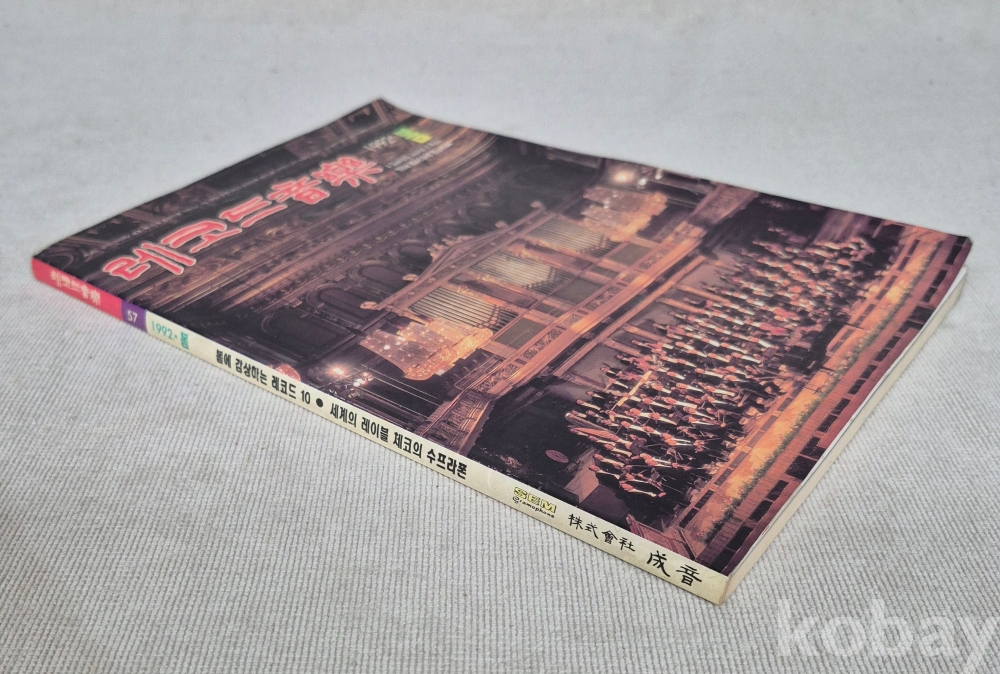 레코드音樂
1992·봄
레코드音樂
57
1992·봄
봄에 감상하는 레코드 10 ● 세계의 레이블 체코의 수프라폰
SEM
Gramophone
株式會社 成音
kobay